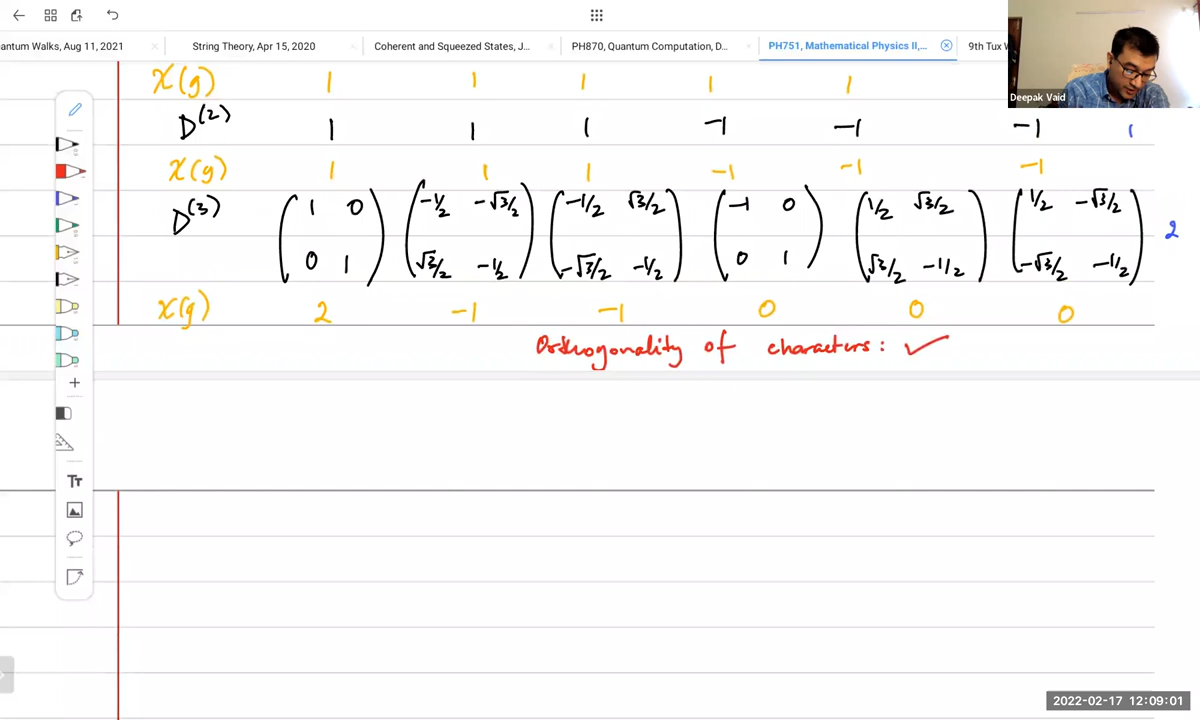 antum Walks, Aug 11, 2021 String Theory, Apr 15, 2020 Coherent and Squeezed States, J... PH870, Quantum Computation, D... PH751, Mathematical Physics II,... 9th Tux W
Deepak Vaid
χ(g) 1 1 1 1 1
D^(2) 1 1 1 -1 -1 -1 1
χ(g) 1 1 1 -1 -1 -1
D^(3) (1 0 (-1/2 -√3/2) (-1/2 √3/2) (-1 0) (1/2 √3/2) (1/2 -√3/2) 2
0 1) (√3/2 -1/2) (-√3/2 -1/2) (0 1) (√3/2 -1/2) (-√3/2 -1/2)
χ(g) 2 -1 -1 0 0 0
Orthogonality of characters: ✓
TT
2022-02-17 12:09:01